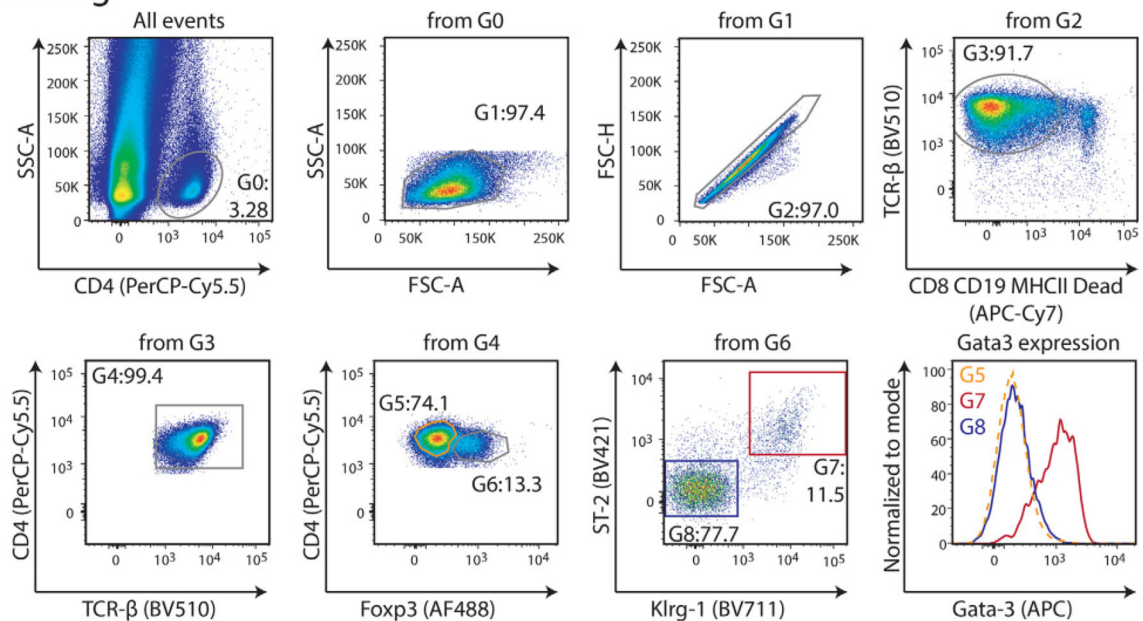 All events
from G0
from G1
from G2
SSC-A
250K
200K
150K
100K
50K
0
G0:
3.28
0
10³
10⁴
10⁵
CD4 (PerCP-Cy5.5)
SSC-A
250K
200K
150K
100K
50K
0
G1:97.4
0
50K
150K
250K
FSC-A
FSC-H
250K
200K
150K
100K
50K
0
G2:97.0
0
50K
150K
250K
FSC-A
TCR-β (BV510)
10⁵
10⁴
10³
0
G3:91.7
0
10³
10⁴
10⁵
CD8 CD19 MHCII Dead
(APC-Cy7)
from G3
from G4
from G6
Gata3 expression
CD4 (PerCP-Cy5.5)
10⁵
10⁴
10³
0
G4:99.4
0
10³
10⁴
10⁵
TCR-β (BV510)
CD4 (PerCP-Cy5.5)
10⁵
10⁴
10³
0
G5:74.1
G6:13.3
0
10³
10⁴
Foxp3 (AF488)
ST-2 (BV421)
10⁴
10³
0
G7:
11.5
G8:77.7
0
10³
10⁴
10⁵
Klrg-1 (BV711)
Normalized to mode
100
80
60
40
20
0
G5
G7
G8
0
10³
10⁴
Gata-3 (APC)